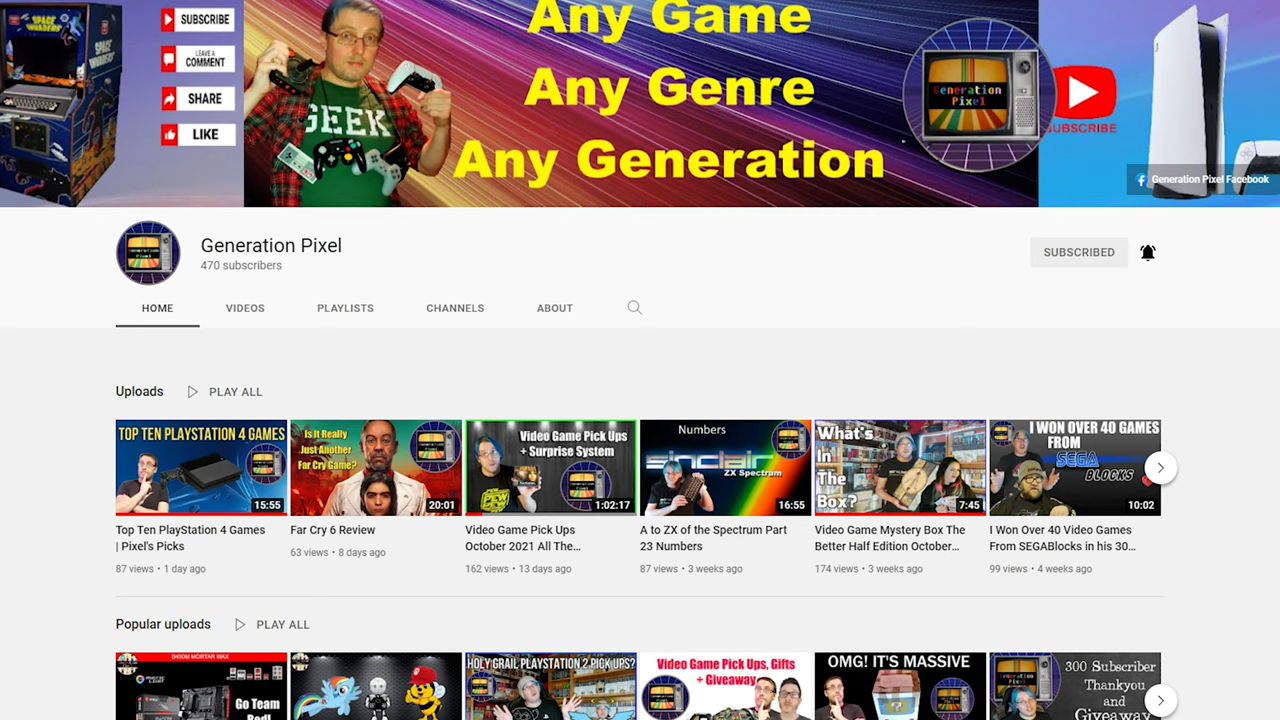 Any Game
Any Genre
Any Generation
SPACE
INVADERS
SUBSCRIBE
LEAVE A
COMMENT
SHARE
LIKE
GEEK
Generation
Pixel
SUBSCRIBE
Generation Pixel Facebook
Generation Pixel
470 subscribers
SUBSCRIBED
HOME
VIDEOS
PLAYLISTS
CHANNELS
ABOUT
Uploads
PLAY ALL
TOP TEN PLAYSTATION 4 GAMES
15:55
Is It Really
Just Another
Far Cry Game?
20:01
Video Game Pick Ups
+ Surprise System
1:02:17
Numbers
sinclair
ZX Spectrum
16:55
What's
In
The
Box?
7:45
I WON OVER 40 GAMES
FROM
SEGA
BLOCKS
10:02
Top Ten PlayStation 4 Games
| Pixel's Picks
87 views • 1 day ago
Far Cry 6 Review
63 views • 8 days ago
Video Game Pick Ups
October 2021 All The...
162 views • 13 days ago
A to ZX of the Spectrum Part
23 Numbers
87 views • 3 weeks ago
Video Game Mystery Box The
Better Half Edition October...
174 views • 3 weeks ago
I Won Over 40 Video Games
From SEGABlocks in his 30...
99 views • 4 weeks ago
Popular uploads
PLAY ALL
B450M MORTAR MAX
Go Team
HOLY GRAIL PLAYSTATION 2 PICK UPS?
Video Game Pick Ups, Gifts
+ Giveaway
OMG! IT'S MASSIVE
300 Subscriber
Thankyou
and
Giveaway